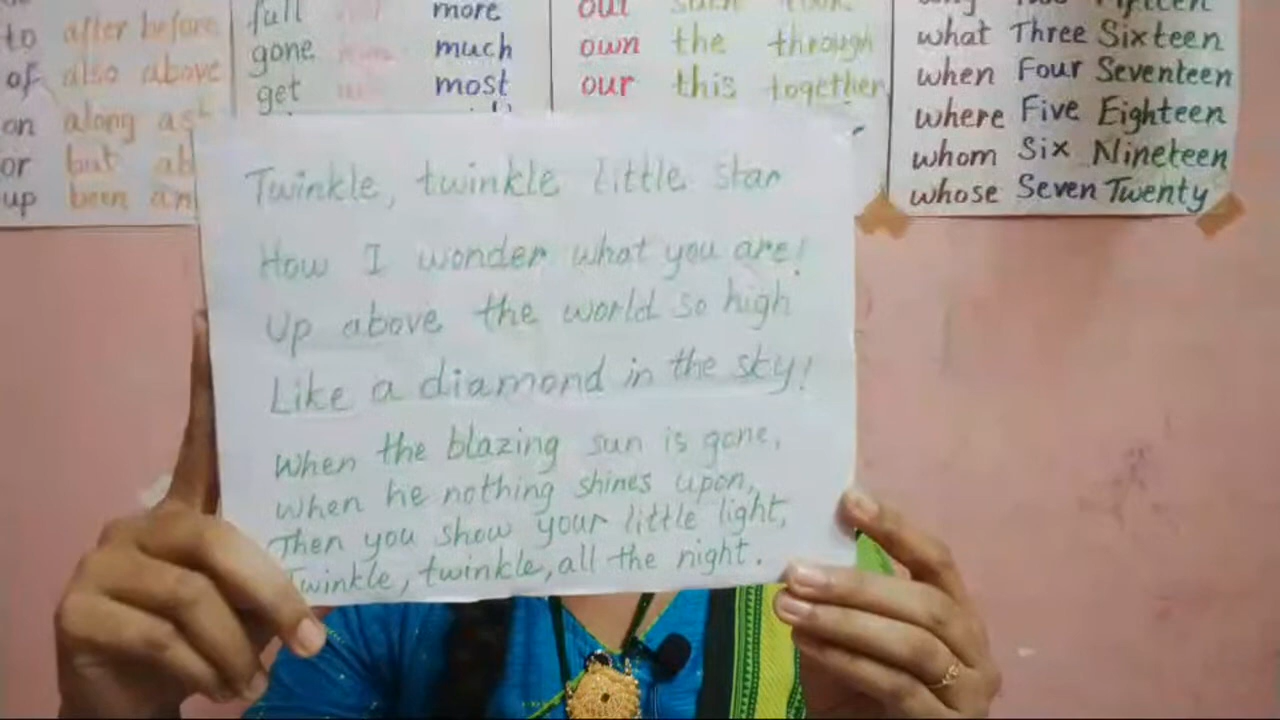 to after before
of also above
on along
or but
up been
full
gone
get
more
much
most
out
own the through
our this together
what Three Sixteen
when Four Seventeen
where Five Eighteen
whom Six Nineteen
whose Seven Twenty
Twinkle, twinkle little star
How I wonder what you are!
Up above the world so high
Like a diamond in the sky!
When the blazing sun is gone,
When he nothing shines upon,
Then you show your little light,
Twinkle, twinkle, all the night.